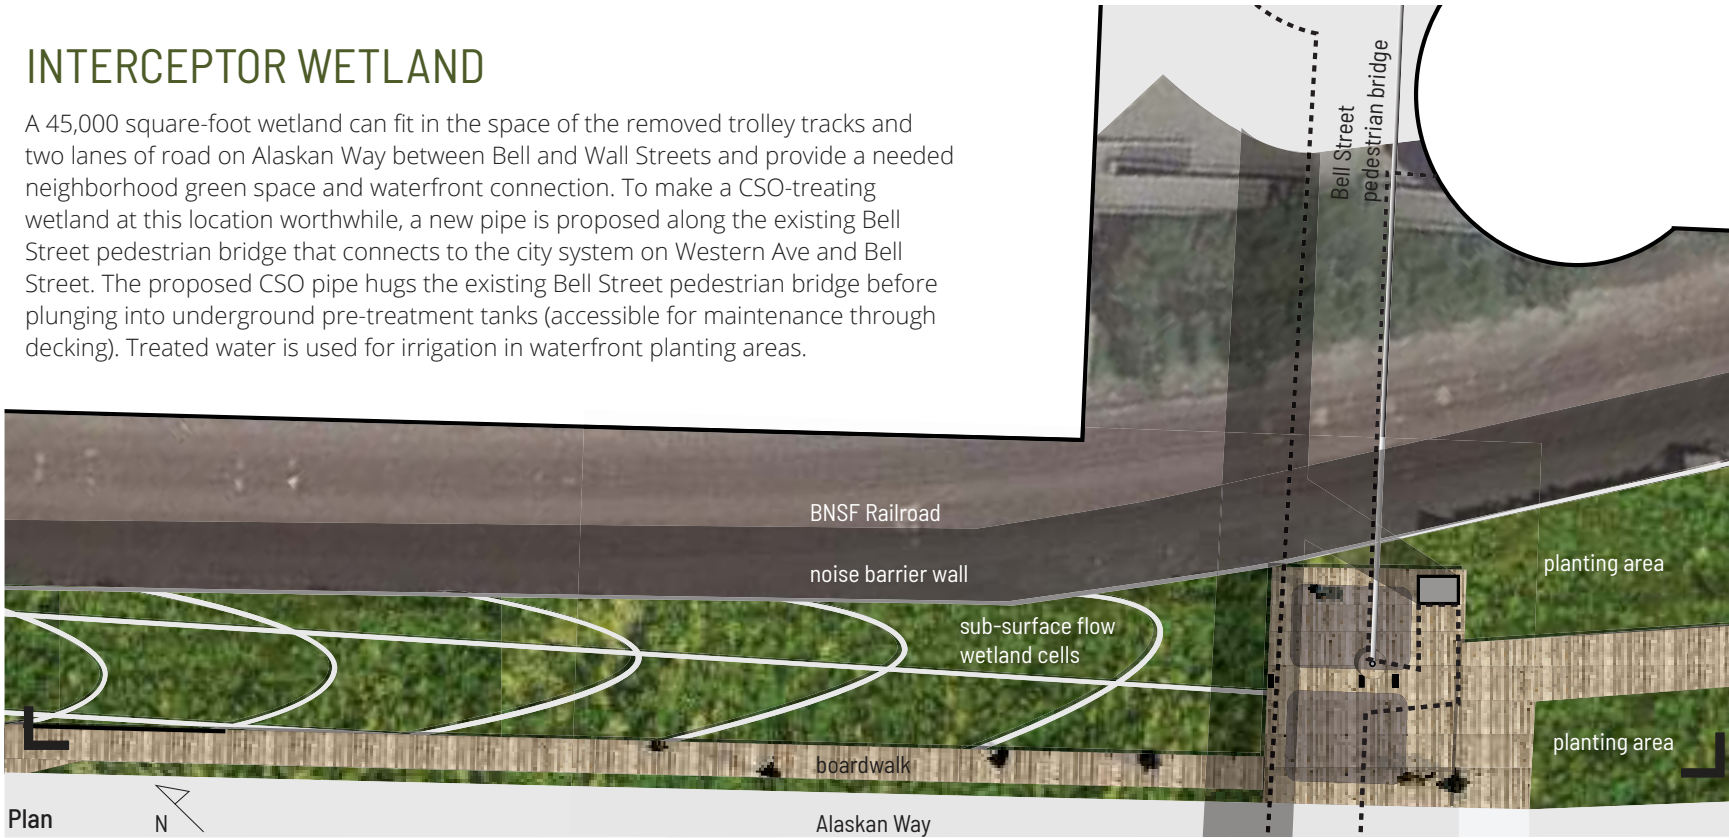 INTERCEPTOR WETLAND
A 45,000 square-foot wetland can fit in the space of the removed trolley tracks and
two lanes of road on Alaskan Way between Bell and Wall Streets and provide a needed
neighborhood green space and waterfront connection. To make a CSO-treating
wetland at this location worthwhile, a new pipe is proposed along the existing Bell
Street pedestrian bridge that connects to the city system on Western Ave and Bell
Street. The proposed CSO pipe hugs the existing Bell Street pedestrian bridge before
plunging into underground pre-treatment tanks (accessible for maintenance through
decking). Treated water is used for irrigation in waterfront planting areas.
Bell Street
pedestrian bridge
BNSF Railroad
noise barrier wall
planting area
sub-surface flow
wetland cells
planting area
boardwalk
Plan
N
Alaskan Way